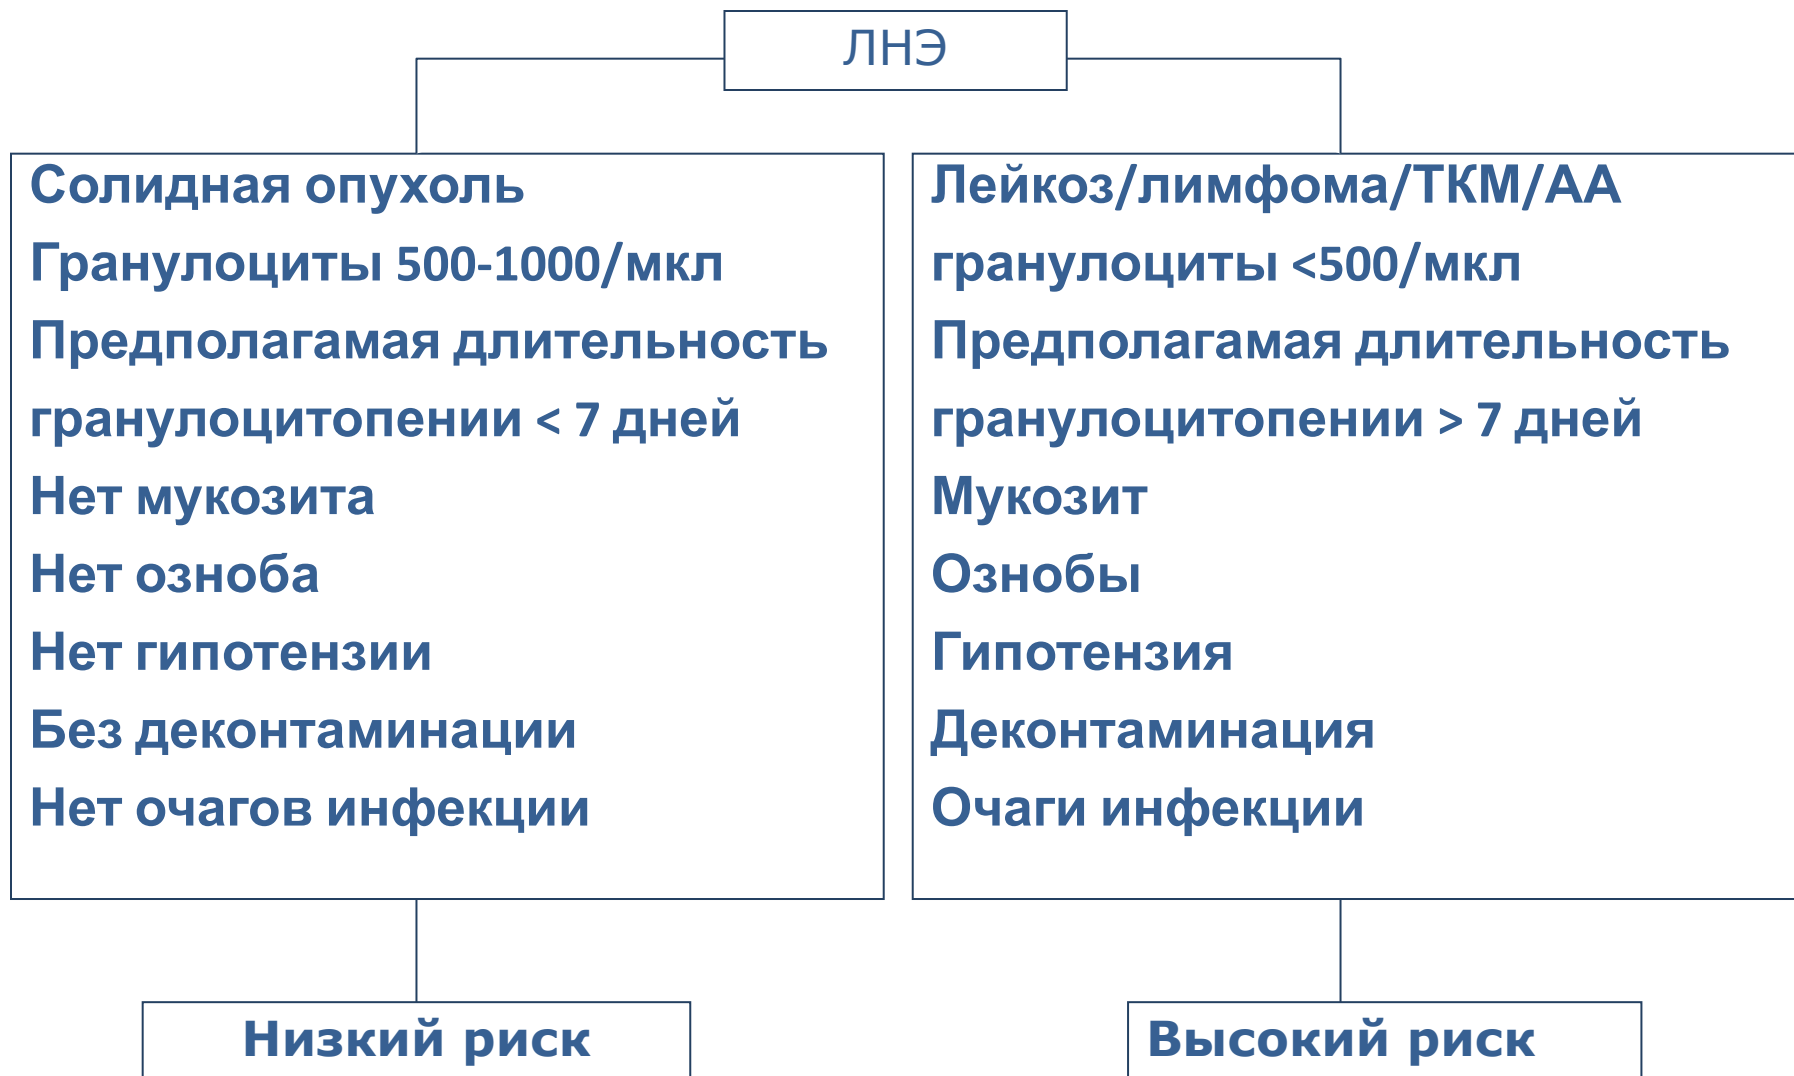 ЛНЭ
Солидная опухоль
Гранулоциты 500-1000/мкл
Предполагамая длительность
гранулоцитопении < 7 дней
Нет мукозита
Нет озноба
Нет гипотензии
Без деконтаминации
Нет очагов инфекции
Лейкоз/лимфома/ТКМ/АА
гранулоциты <500/мкл
Предполагамая длительность
гранулоцитопении > 7 дней
Мукозит
Ознобы
Гипотензия
Деконтаминация
Очаги инфекции
Низкий риск
Высокий риск